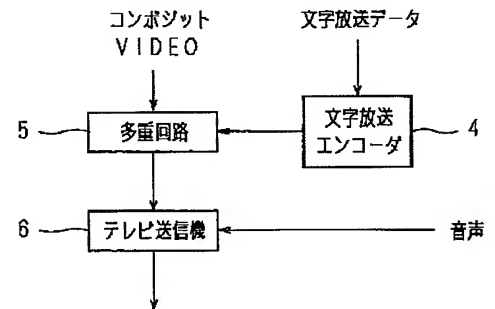 コンポジット
VIDEO
文字放送データ
5
多重回路
文字放送
エンコーダ
4
6
テレビ送信機
音声